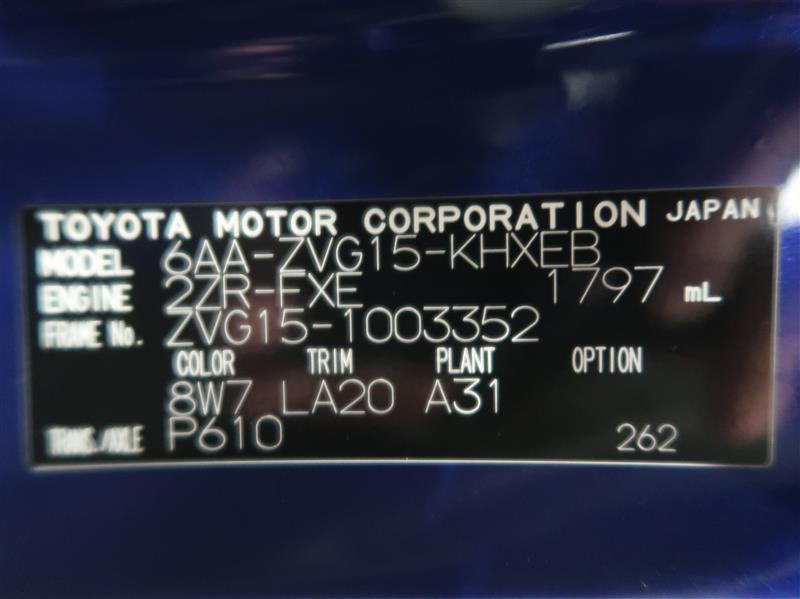 TOYOTA MOTOR CORPORATION JAPAN
MODEL 6AA-ZVG15-KHXEB
ENGINE 2ZR-FXE 1797 mL
FRAME No. ZVG15-1003352
COLOR TRIM PLANT OPTION
8W7 LA20 A31
TRANS./AXLE P610 262